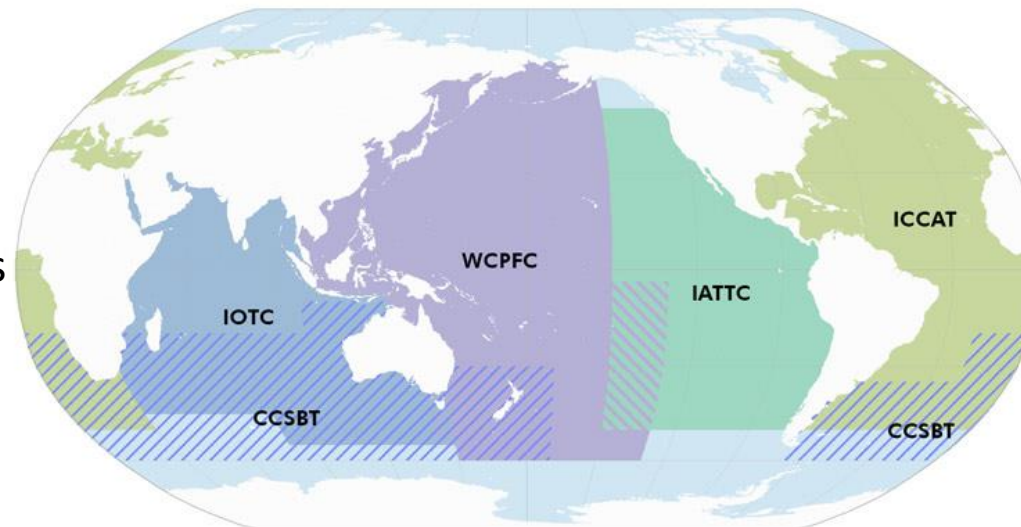 ICCAT
WCPFC
IATTC
S
IOTC
CCSBT
CCSBT